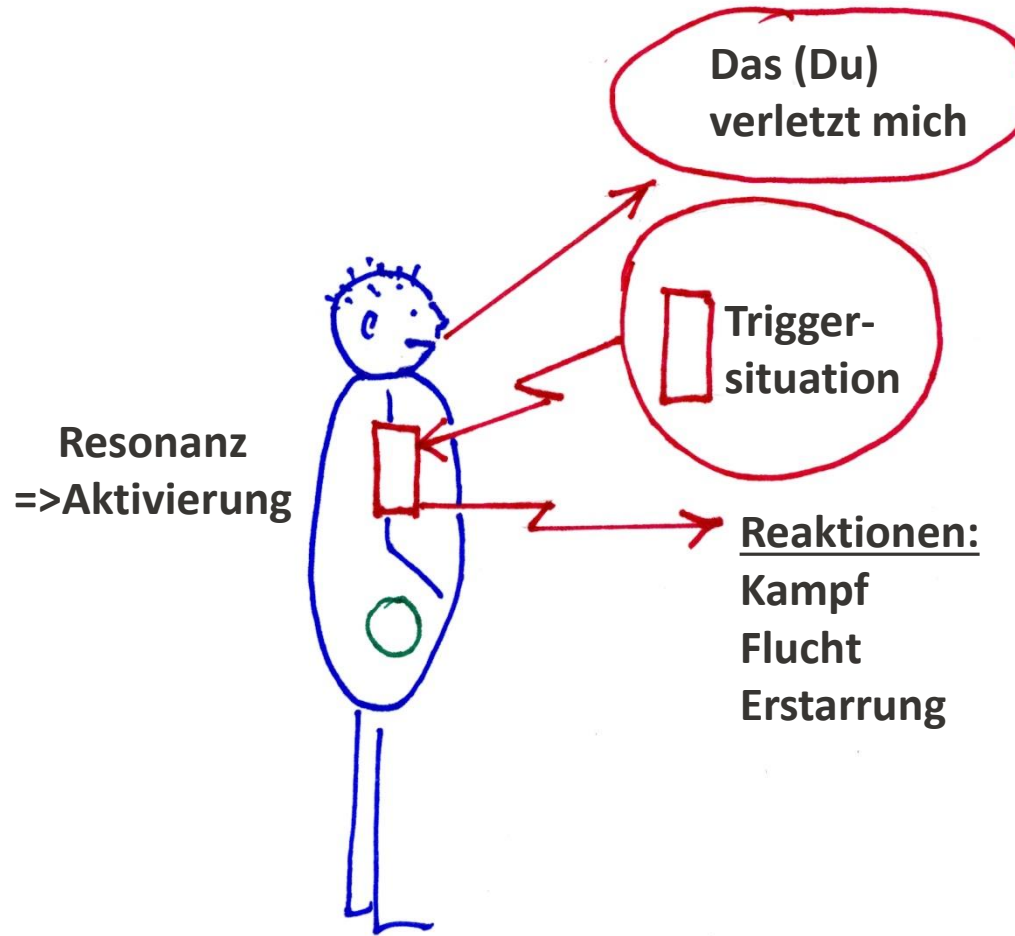 Das (Du)
verletzt mich
Trigger-
situation
Resonanz
=>Aktivierung
Reaktionen:
Kampf
Flucht
Erstarrung